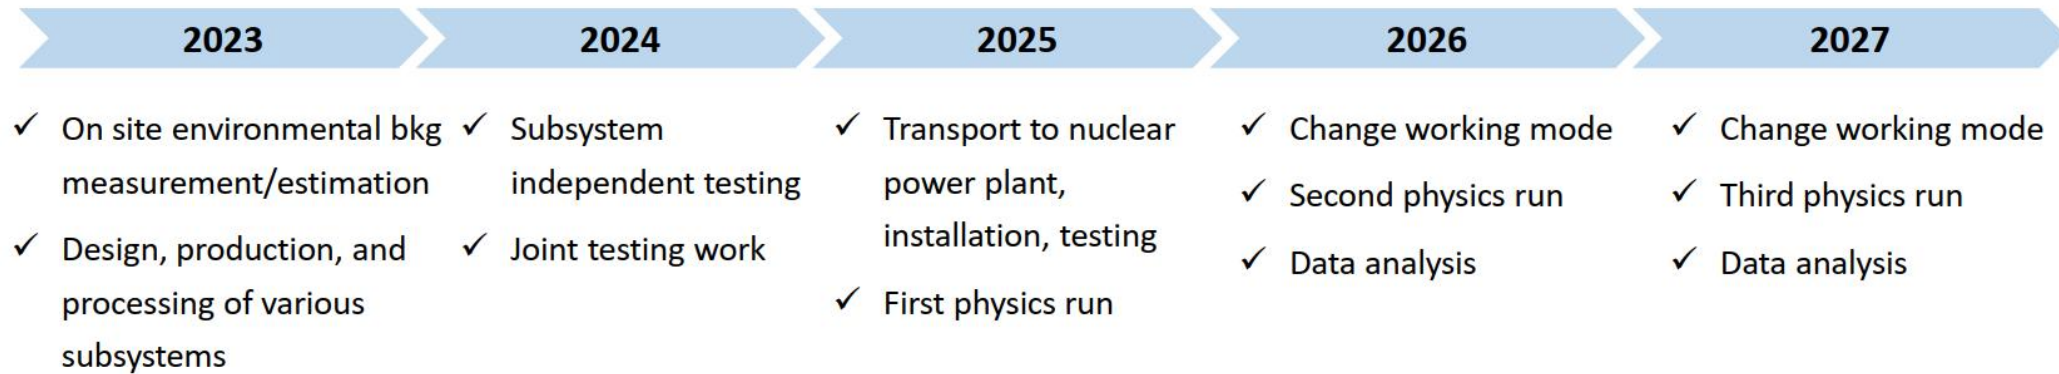 2023
2024
2025
2026
2027
✓ On site environmental bkg
measurement/estimation
✓ Design, production, and
processing of various
subsystems
✓ Subsystem
independent testing
✓ Joint testing work
✓ Transport to nuclear
power plant,
installation, testing
✓ First physics run
✓ Change working mode
✓ Second physics run
✓ Data analysis
✓ Change working mode
✓ Third physics run
✓ Data analysis